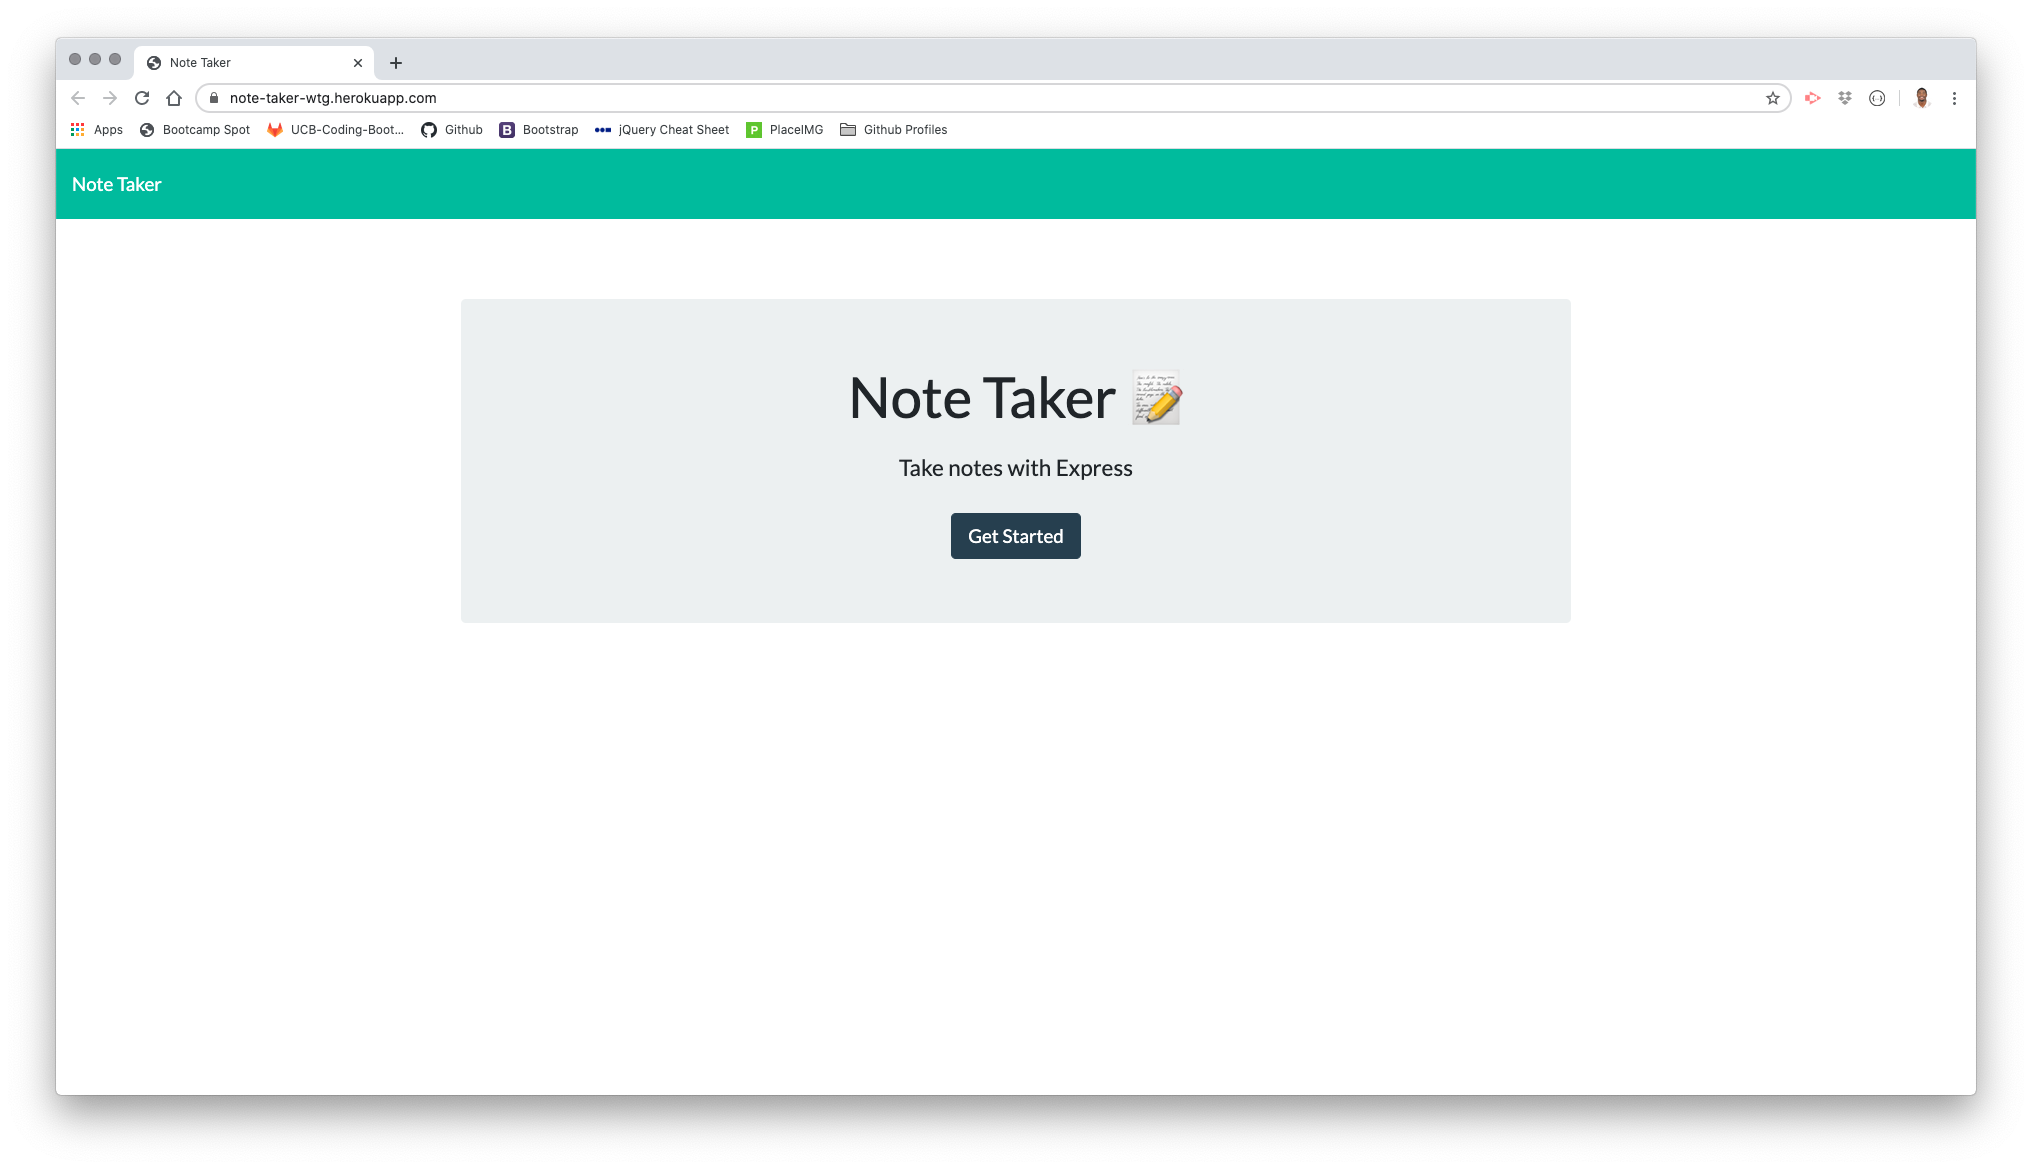 Note Taker
note-taker-wtg.herokuapp.com
Apps Bootcamp Spot UCB-Coding-Boot... Github Bootstrap jQuery Cheat Sheet PlaceIMG Github Profiles
Note Taker
Note Taker
Take notes with Express
Get Started